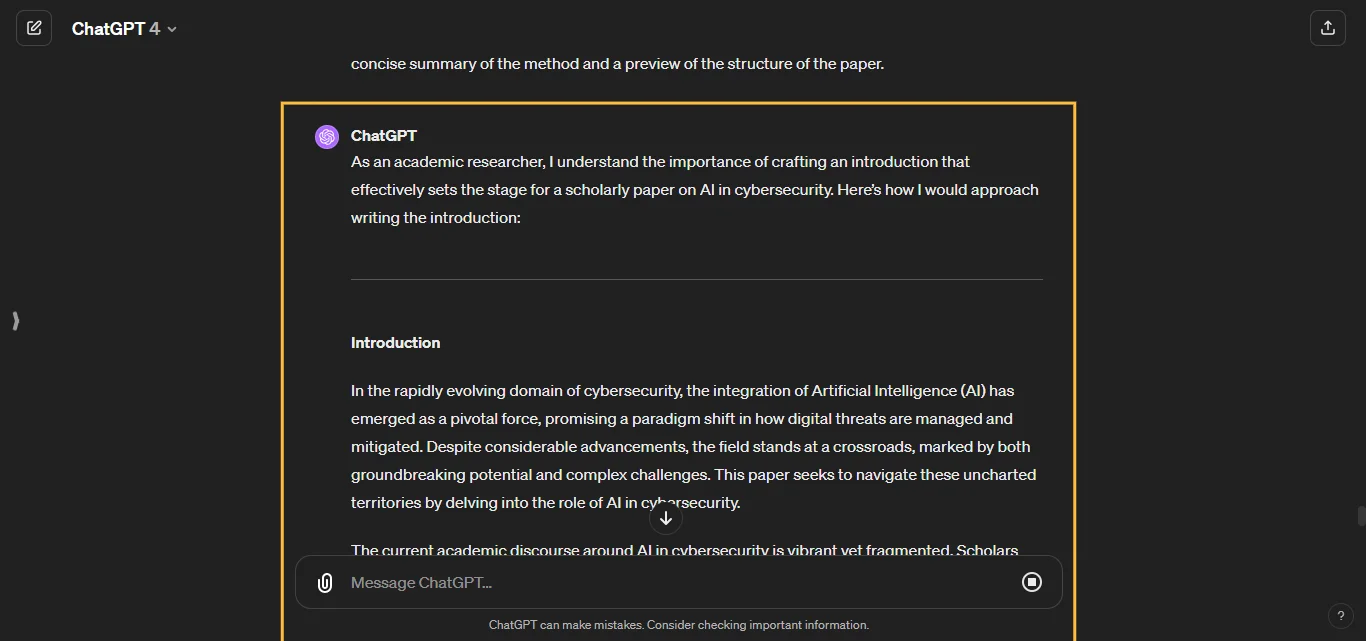 ChatGPT 4
concise summary of the method and a preview of the structure of the paper.
ChatGPT
As an academic researcher, I understand the importance of crafting an introduction that
effectively sets the stage for a scholarly paper on AI in cybersecurity. Here’s how I would approach
writing the introduction:
Introduction
In the rapidly evolving domain of cybersecurity, the integration of Artificial Intelligence (AI) has
emerged as a pivotal force, promising a paradigm shift in how digital threats are managed and
mitigated. Despite considerable advancements, the field stands at a crossroads, marked by both
groundbreaking potential and complex challenges. This paper seeks to navigate these uncharted
territories by delving into the role of AI in cybersecurity.
The current academic discourse around AI in cybersecurity is vibrant yet fragmented. Scholars
Message ChatGPT...
ChatGPT can make mistakes. Consider checking important information.
?